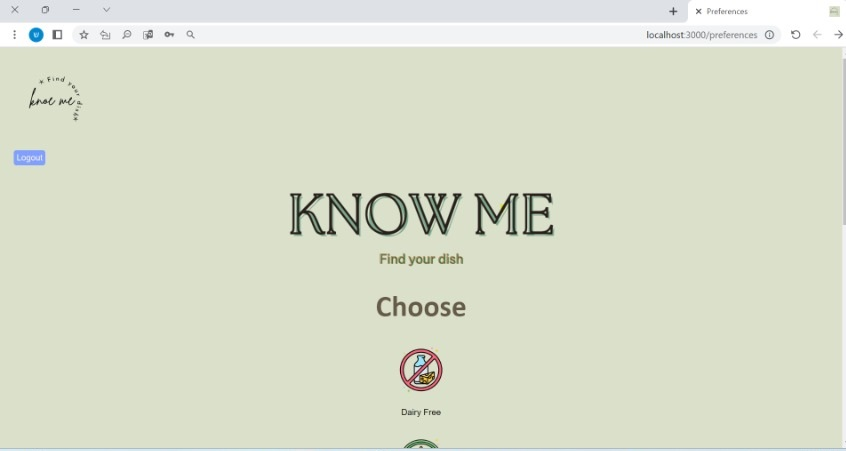 Preferences
localhost:3000/preferences
Find your dish
know me
Logout
KNOW ME
Find your dish
Choose
Dairy Free